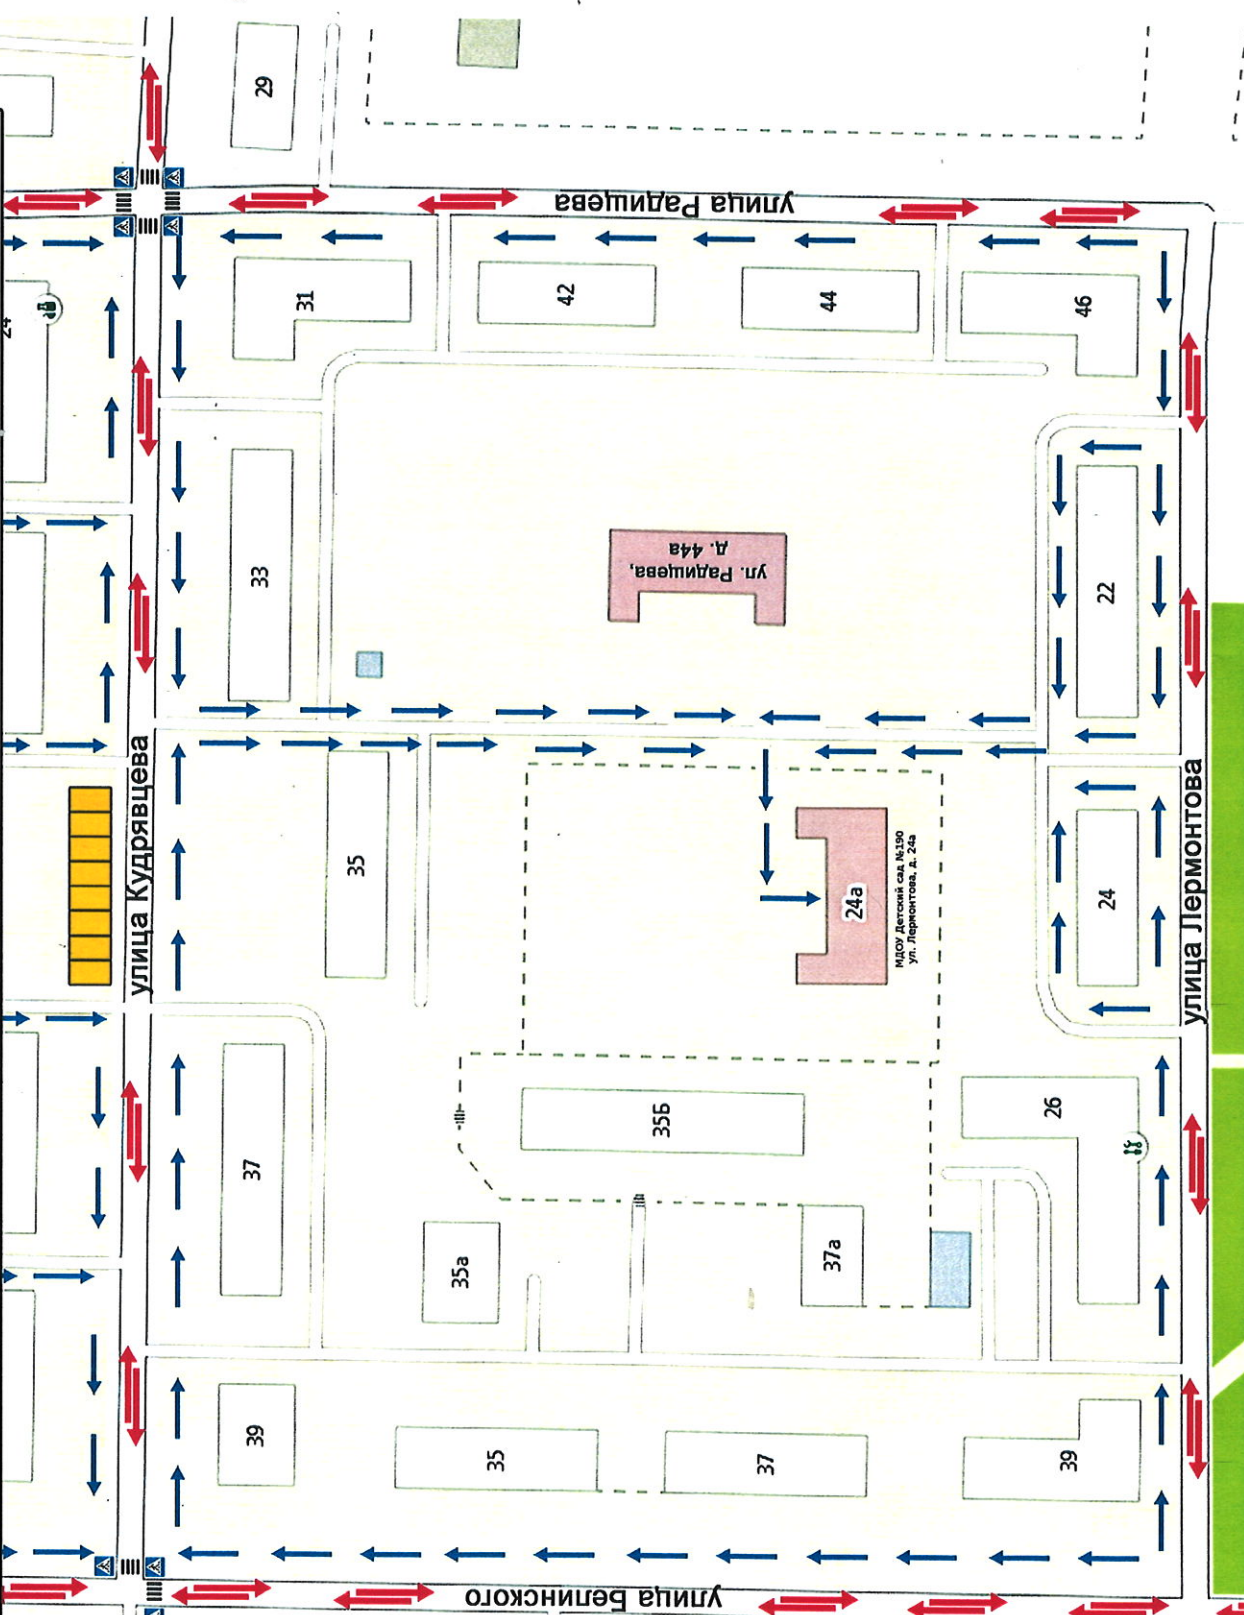 29
улица Радищева
24
31
42
44
46
33
ул. Радищева,
д. 44а
22
улица Кудрявцева
35
24а
МДОУ Детский сад №190
ул. Лермонтова, д. 24а
24
улица Лермонтова
37
35Б
26
35а
37а
39
35
37
39
улица Белинского